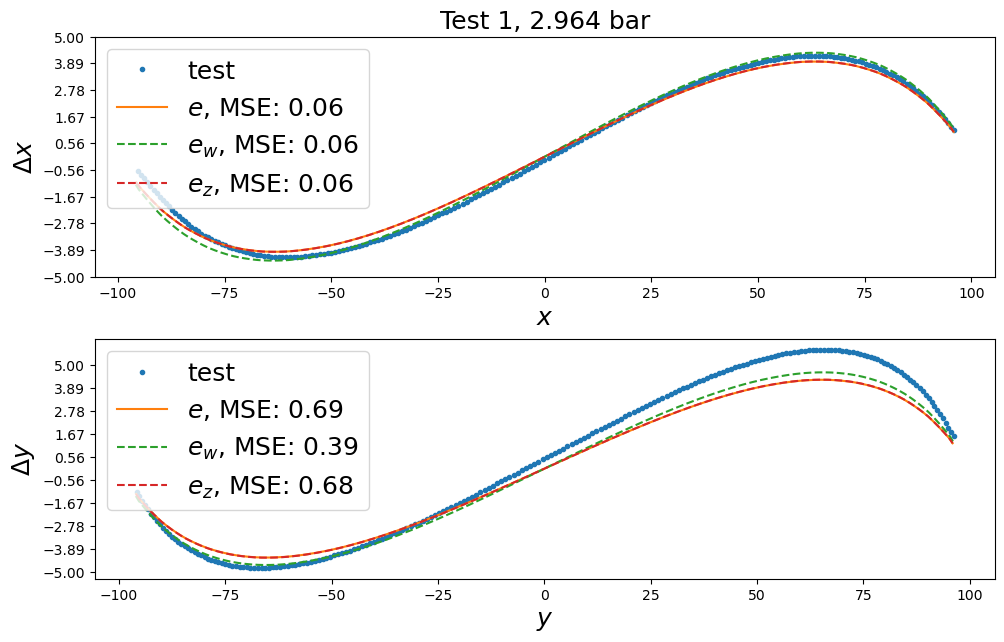 Test 1, 2.964 bar
5.00
3.89
2.78
1.67
0.56
−0.56
−1.67
−2.78
−3.89
−5.00
Δx
test
e, MSE: 0.06
e_w, MSE: 0.06
e_z, MSE: 0.06
−100 −75 −50 −25 0 25 50 75 100
x
5.00
3.89
2.78
1.67
0.56
−0.56
−1.67
−2.78
−3.89
−5.00
Δy
test
e, MSE: 0.69
e_w, MSE: 0.39
e_z, MSE: 0.68
−100 −75 −50 −25 0 25 50 75 100
y